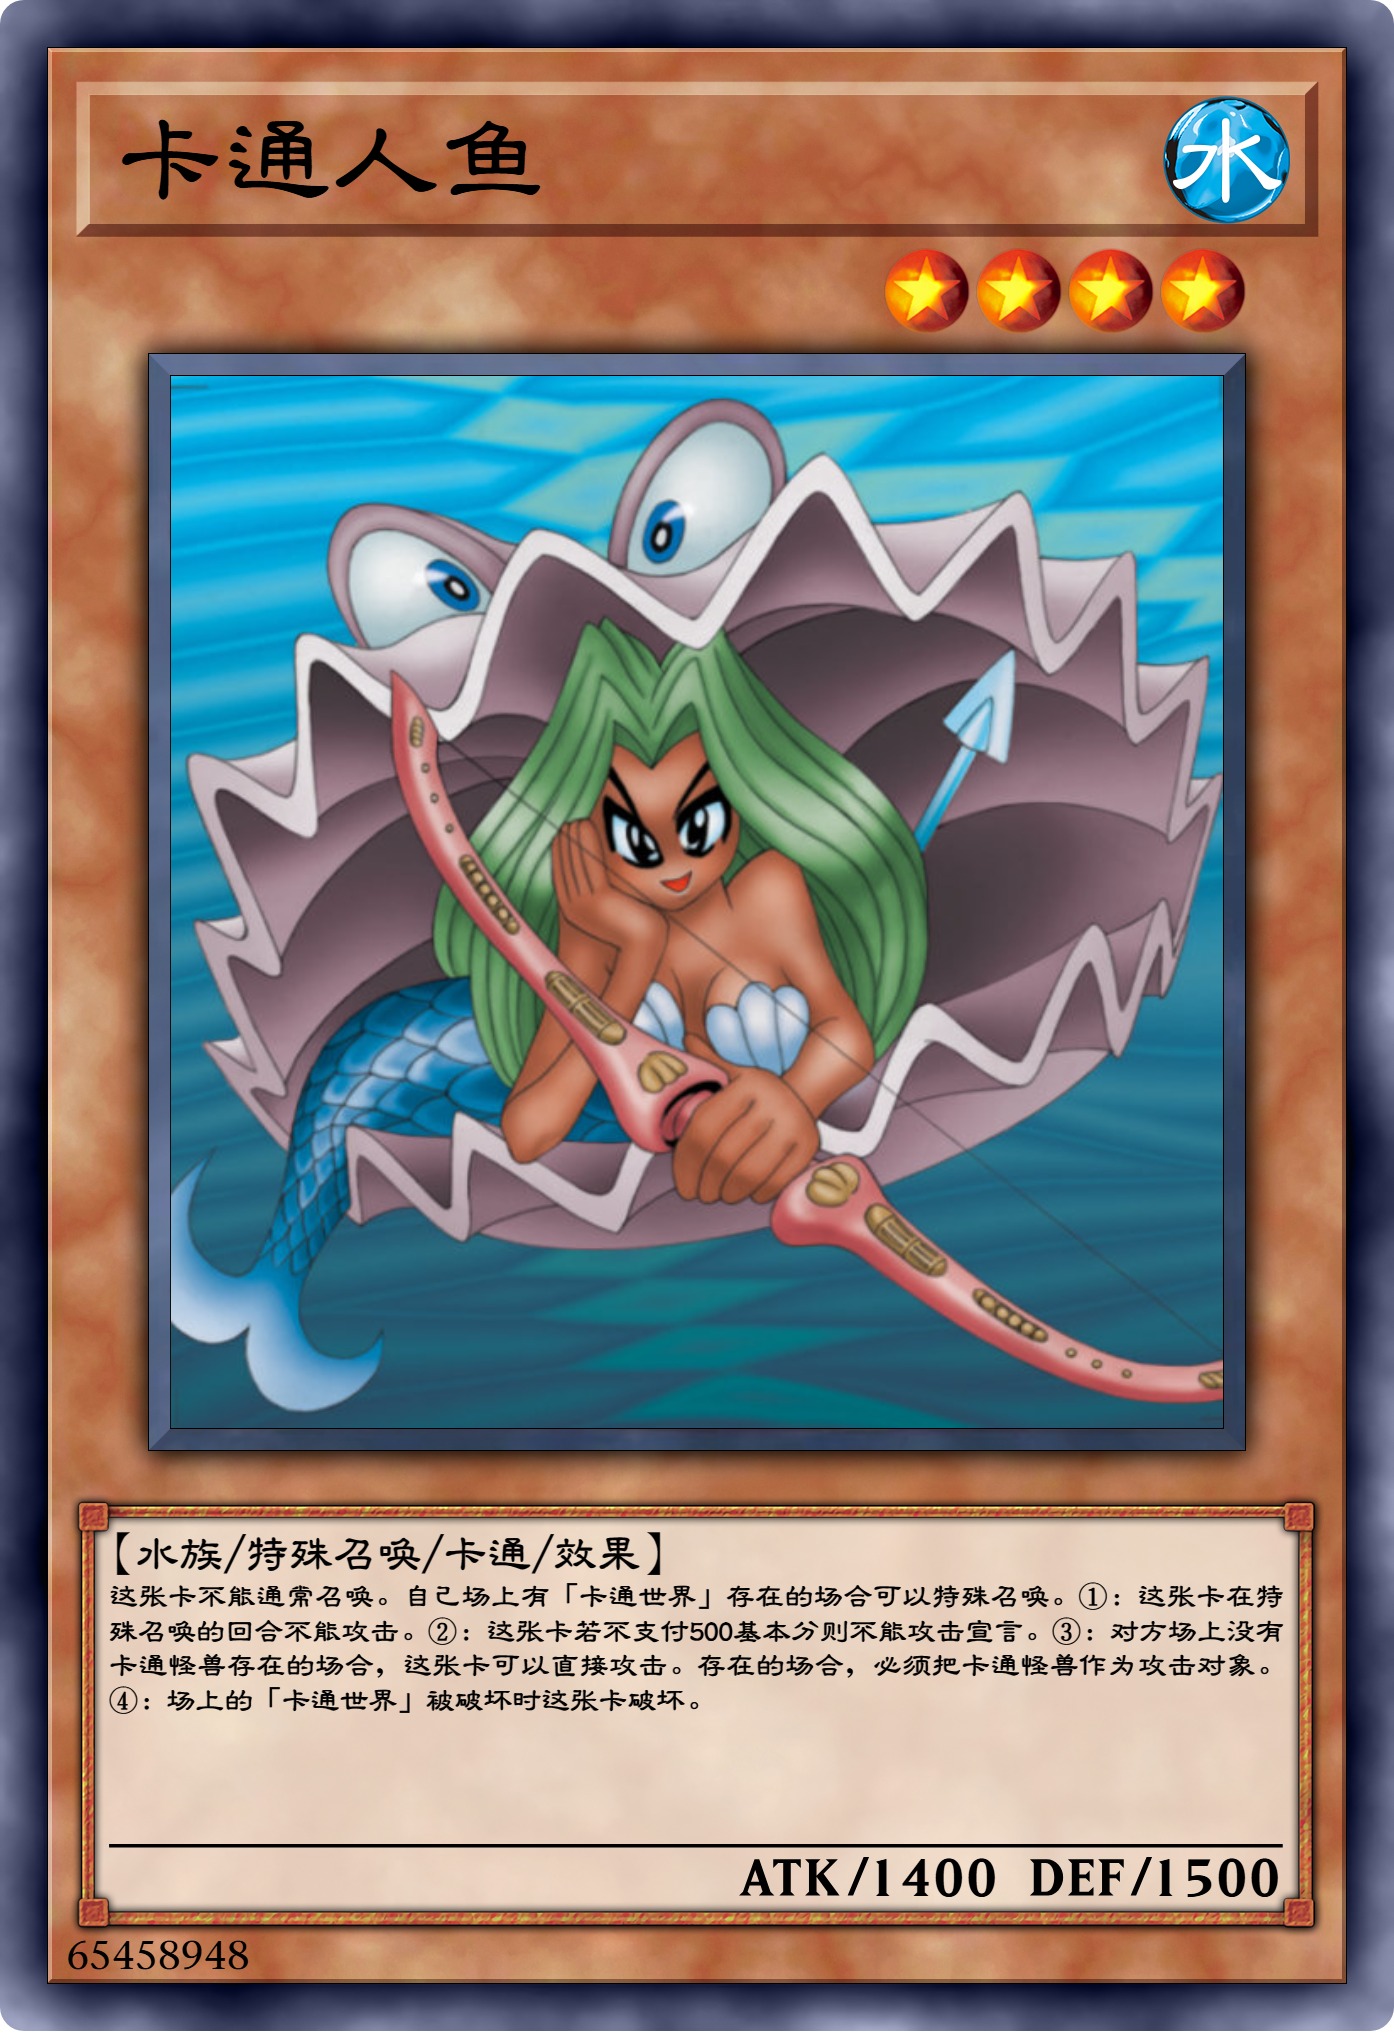 卡通人鱼
水
【水族/特殊召唤/卡通/效果】
这张卡不能通常召唤。自己场上有「卡通世界」存在的场合可以特殊召唤。①：这张卡在特
殊召唤的回合不能攻击。②：这张卡若不支付500基本分则不能攻击宣言。③：对方场上没有
卡通怪兽存在的场合，这张卡可以直接攻击。存在的场合，必须把卡通怪兽作为攻击对象。
④：场上的「卡通世界」被破坏时这张卡破坏。
ATK/1400 DEF/1500
65458948